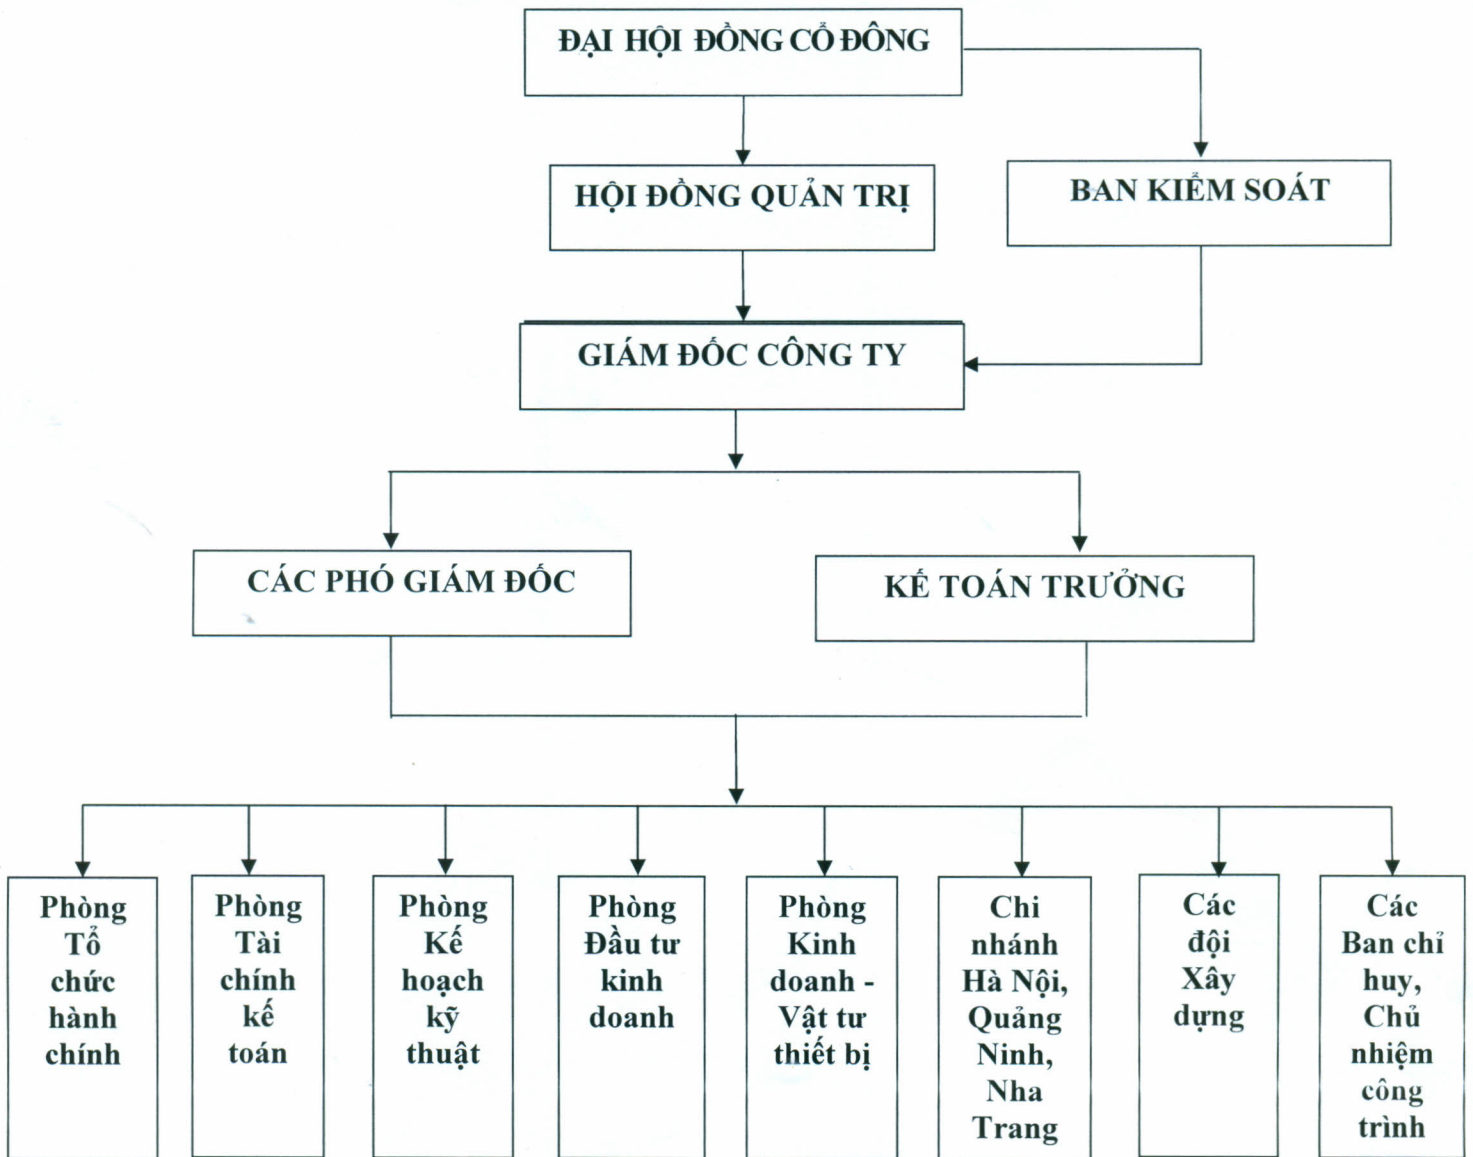 ĐẠI HỘI ĐỒNG CỔ ĐÔNG
HỘI ĐỒNG QUẢN TRỊ
BAN KIỂM SOÁT
GIÁM ĐỐC CÔNG TY
CÁC PHÓ GIÁM ĐỐC
KẾ TOÁN TRƯỞNG
Phòng
Tổ
chức
hành
chính
Phòng
Tài
chính
kế
toán
Phòng
Kế
hoạch
kỹ
thuật
Phòng
Đầu tư
kinh
doanh
Phòng
Kinh
doanh -
Vật tư
thiết bị
Chi
nhánh
Hà Nội,
Quảng
Ninh,
Nha
Trang
Các
đội
Xây
dựng
Các
Ban chỉ
huy,
Chủ
nhiệm
công
trình